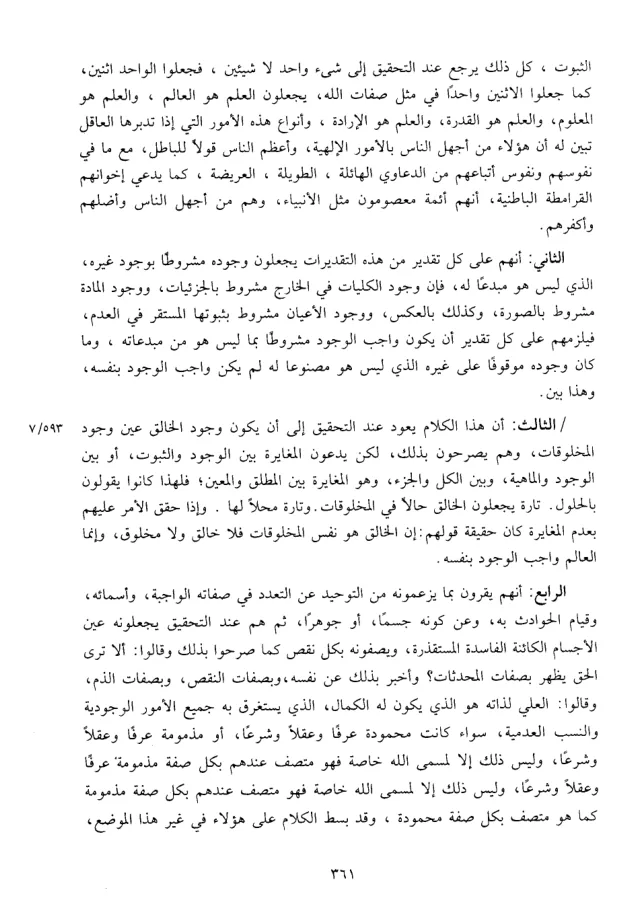 الثبوت ، كل ذلك يرجع عند التحقيق إلى شىء واحد لا شيئين ، فجعلوا الواحد اثنين،
كما جعلوا الاثنين واحدًا في مثل صفات الله، يجعلون العلم هو العالم ، والعلم هو
المعلوم، والعلم هو القدرة، والعلم هو الإرادة ، وأنواع هذه الأمور التي إذا تدبرها العاقل
تبين له أن هؤلاء من أجهل الناس بالأمور الإلهية، وأعظم الناس قولاً للباطل، مع ما في
نفوسهم ونفوس أتباعهم من الدعاوي الهائلة ، الطويلة ، العريضة ، كما يدعي إخوانهم
القرامطة الباطنية، أنهم أئمة معصومون مثل الأنبياء، وهم من أجهل الناس وأضلهم
وأكفرهم.
الثاني: أنهم على كل تقدير من هذه التقديرات يجعلون وجوده مشروطًا بوجود غيره،
الذي ليس هو مبدعًا له، فإن وجود الكليات في الخارج مشروط بالجزئيات، ووجود المادة
مشروط بالصورة، وكذلك بالعكس، ووجود الأعيان مشروط بثبوتها المستقر في العدم،
فيلزمهم على كل تقدير أن يكون واجب الوجود مشروطًا بما ليس هو من مبدعاته ، وما
كان وجوده موقوفًا على غيره الذي ليس هو مصنوعا له لم يكن واجب الوجود بنفسه،
وهذا بين.
/ الثالث: أن هذا الكلام يعود عند التحقيق إلى أن يكون وجود الخالق عين وجود ٧/٥٩٣
المخلوقات، وهم يصرحون بذلك، لكن يدعون المغايرة بين الوجود والثبوت، أو بين
الوجود والماهية، وبين الكل والجزء، وهو المغايرة بين المطلق والمعين؛ فلهذا كانوا يقولون
بالحلول. تارة يجعلون الخالق حالاً في المخلوقات.وتارة محلاً لها . وإذا حقق الأمر عليهم
بعدم المغايرة كان حقيقة قولهم:إن الخالق هو نفس المخلوقات فلا خالق ولا مخلوق، وإنما
العالم واجب الوجود بنفسه.
الرابع: أنهم يقرون بما يزعمونه من التوحيد عن التعدد في صفاته الواجبة، وأسمائه،
وقيام الحوادث به، وعن كونه جسمًا، أو جوهرًا، ثم هم عند التحقيق يجعلونه عين
الأجسام الكائنة الفاسدة المستقذرة، ويصفونه بكل نقص كما صرحوا بذلك وقالوا: ألا ترى
الحق يظهر بصفات المحدثات؟ وأخبر بذلك عن نفسه،وبصفات النقص، وبصفات الذم،
وقالوا: العلي لذاته هو الذي يكون له الكمال، الذي يستغرق به جميع الأمور الوجودية
والنسب العدمية، سواء كانت محمودة عرفًا وعقلاً وشرعًا، أو مذمومة عرفًا وعقلاً
وشرعًا، وليس ذلك إلا لمسمى الله خاصة فهو متصف عندهم بكل صفة مذمومة عرفًا
وعقلاً وشرعًا، وليس ذلك إلا لمسمى الله خاصة فهو متصف عندهم بكل صفة مذمومة
كما هو متصف بكل صفة محمودة ، وقد بسط الكلام على هؤلاء في غير هذا الموضع،
٣٦١